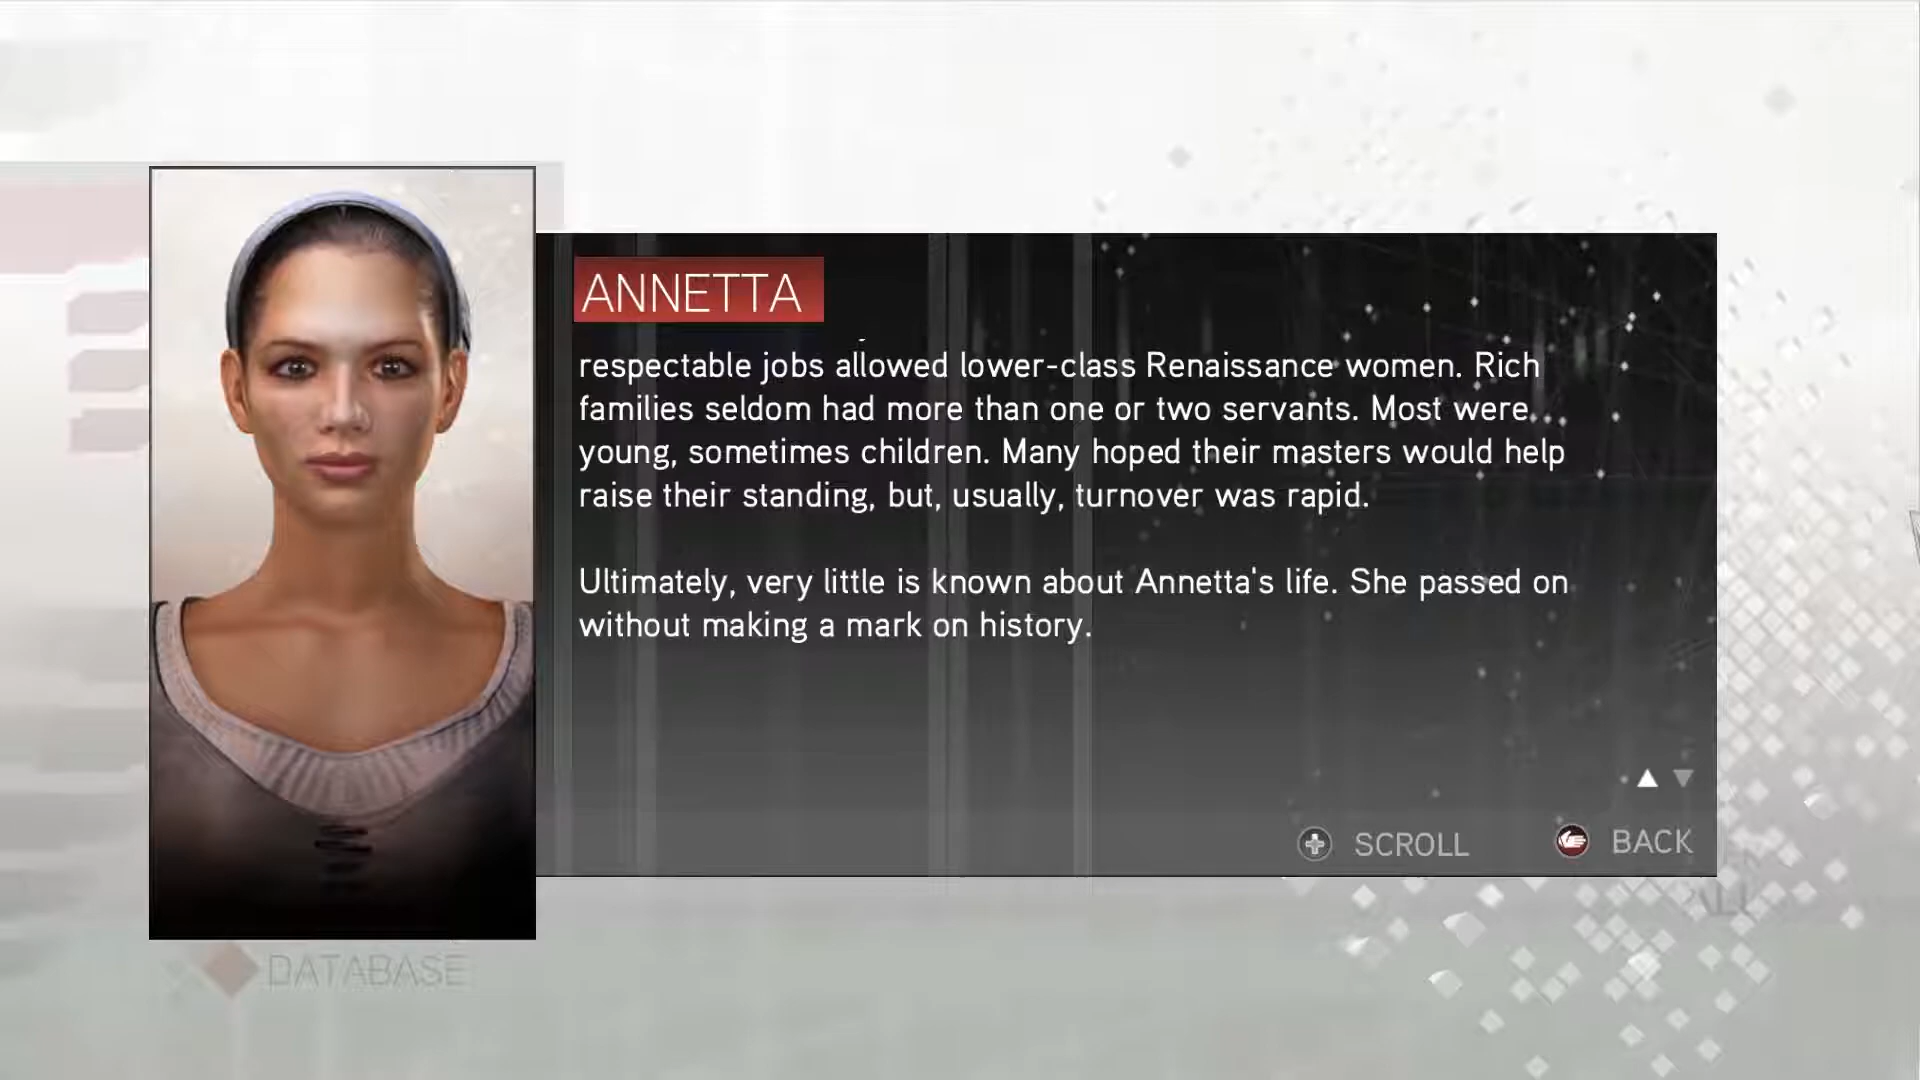 ANNETTA
respectable jobs allowed lower-class Renaissance women. Rich
families seldom had more than one or two servants. Most were
young, sometimes children. Many hoped their masters would help
raise their standing, but, usually, turnover was rapid.
Ultimately, very little is known about Annetta's life. She passed on
without making a mark on history.
SCROLL
BACK
DATABASE